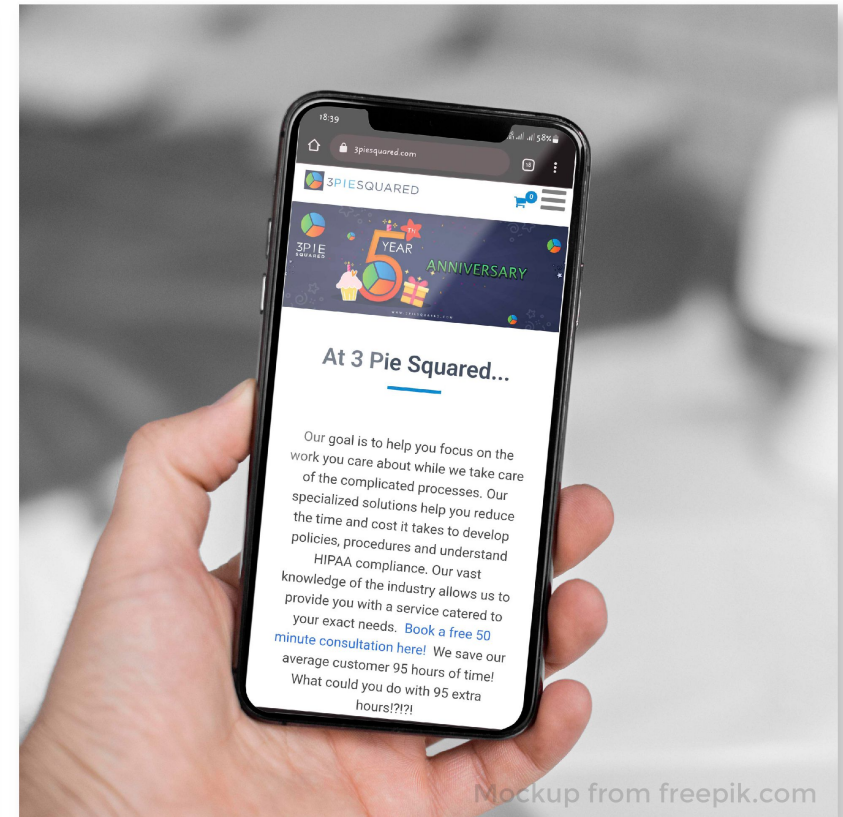 18:39
58%
3piesquared.com
18
3PIESQUARED
0
3PIE
SQUARED
5TH
YEAR
ANNIVERSARY
www.3piesquared.com
At 3 Pie Squared...
Our goal is to help you focus on the
work you care about while we take care
of the complicated processes. Our
specialized solutions help you reduce
the time and cost it takes to develop
policies, procedures and understand
HIPAA compliance. Our vast
knowledge of the industry allows us to
provide you with a service catered to
your exact needs. Book a free 50
minute consultation here! We save our
average customer 95 hours of time!
What could you do with 95 extra
hours!?!?!
Mockup from freepik.com